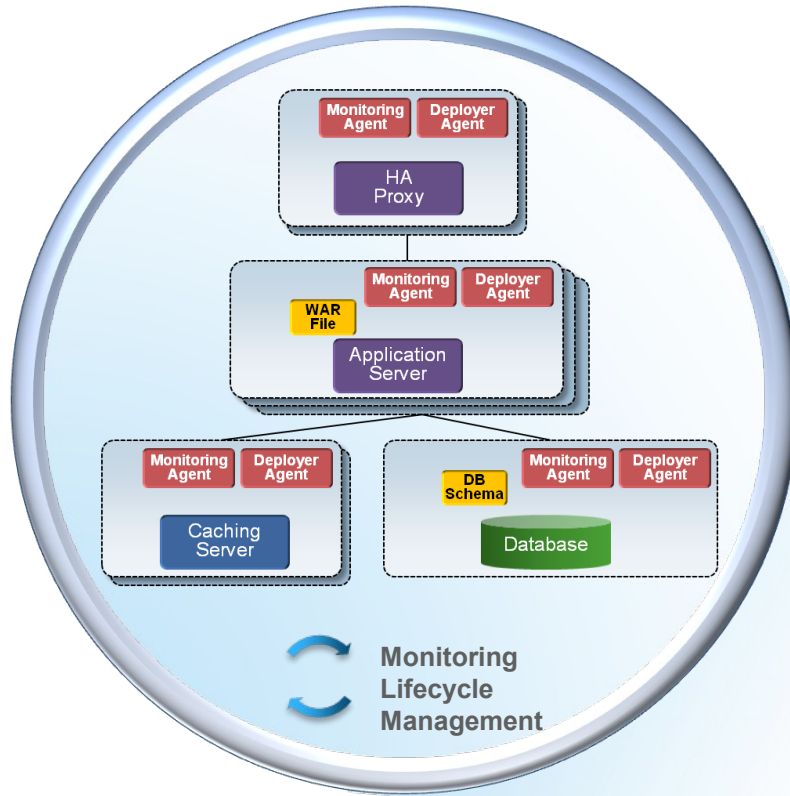 Monitoring
Agent
Deployer
Agent
HA
Proxy
Monitoring
Agent
Deployer
Agent
WAR
File
Application
Server
Monitoring
Agent
Deployer
Agent
Caching
Server
Monitoring
Agent
Deployer
Agent
DB
Schema
Database
Monitoring
Lifecycle
Management